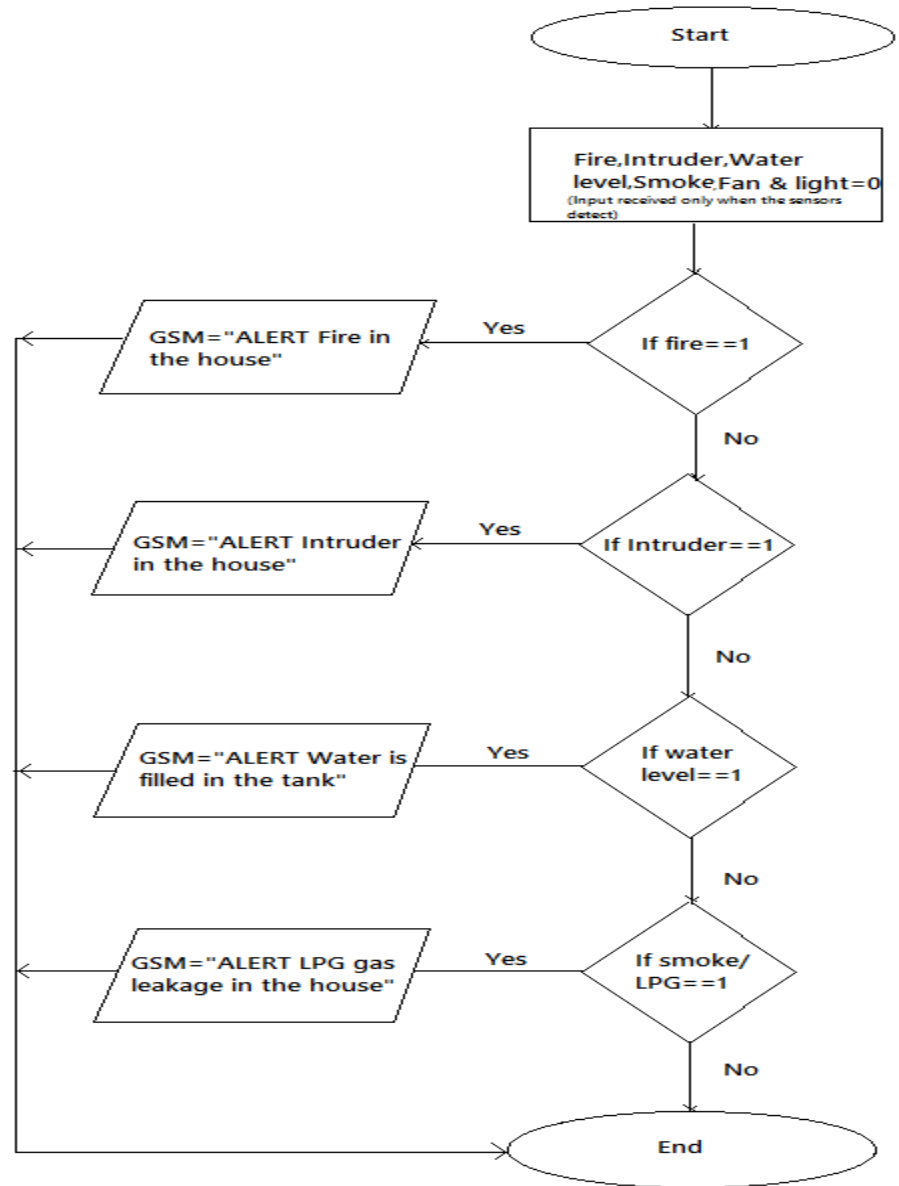 Start
Fire,Intruder,Water
level,Smoke,Fan & light=0
(Input received only when the sensors
detect)
GSM="ALERT Fire in
the house"
Yes
If fire==1
No
GSM="ALERT Intruder
in the house"
Yes
If Intruder==1
No
GSM="ALERT Water is
filled in the tank"
Yes
If water
level==1
No
GSM="ALERT LPG gas
leakage in the house"
Yes
If smoke/
LPG==1
No
End